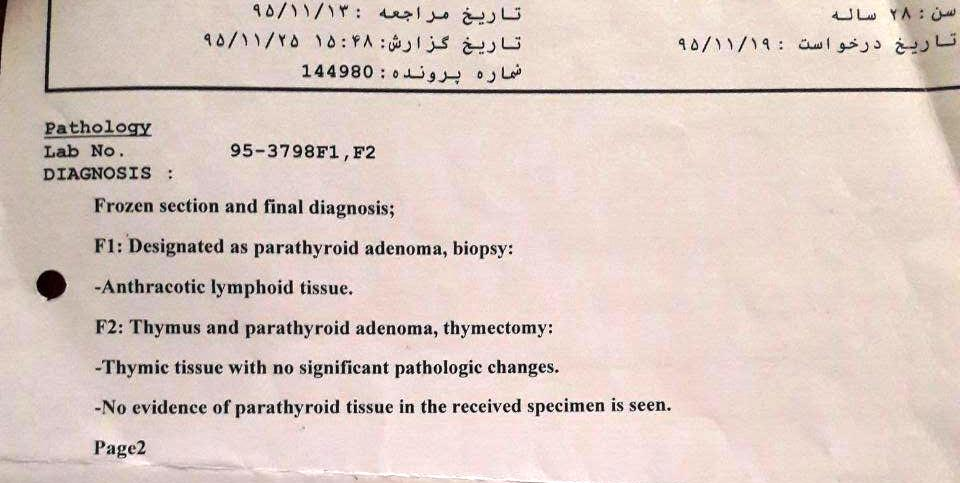 سن: ۲۸ ساله
تاریخ مراجعه : ۹۵/۱۱/۱۳
تاریخ درخواست : ۹۵/۱۱/۱۹
تاریخ گزارش: ۱۵:۴۸ ۹۵/۱۱/۲۵
شماره پرونده : 144980
Pathology
Lab No. 95-3798F1,F2
DIAGNOSIS :
Frozen section and final diagnosis;
F1: Designated as parathyroid adenoma, biopsy:
-Anthracotic lymphoid tissue.
F2: Thymus and parathyroid adenoma, thymectomy:
-Thymic tissue with no significant pathologic changes.
-No evidence of parathyroid tissue in the received specimen is seen.
Page2